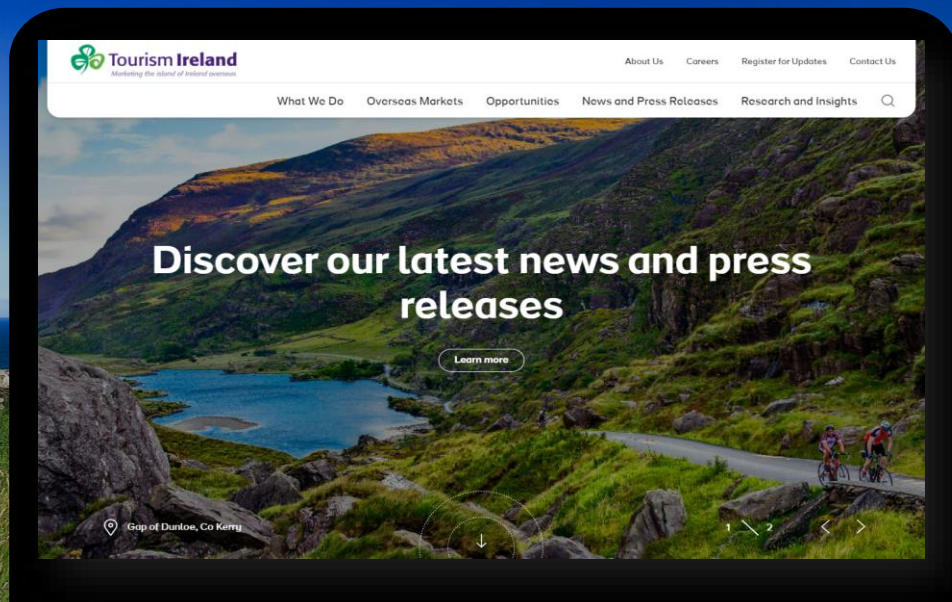 Tourism Ireland
Marketing the island of Ireland overseas
About Us Careers Register for Updates Contact Us
What We Do Overseas Markets Opportunities News and Press Releases Research and Insights
Discover our latest news and press
releases
Learn more
Gap of Dunloe, Co Kerry
1 2